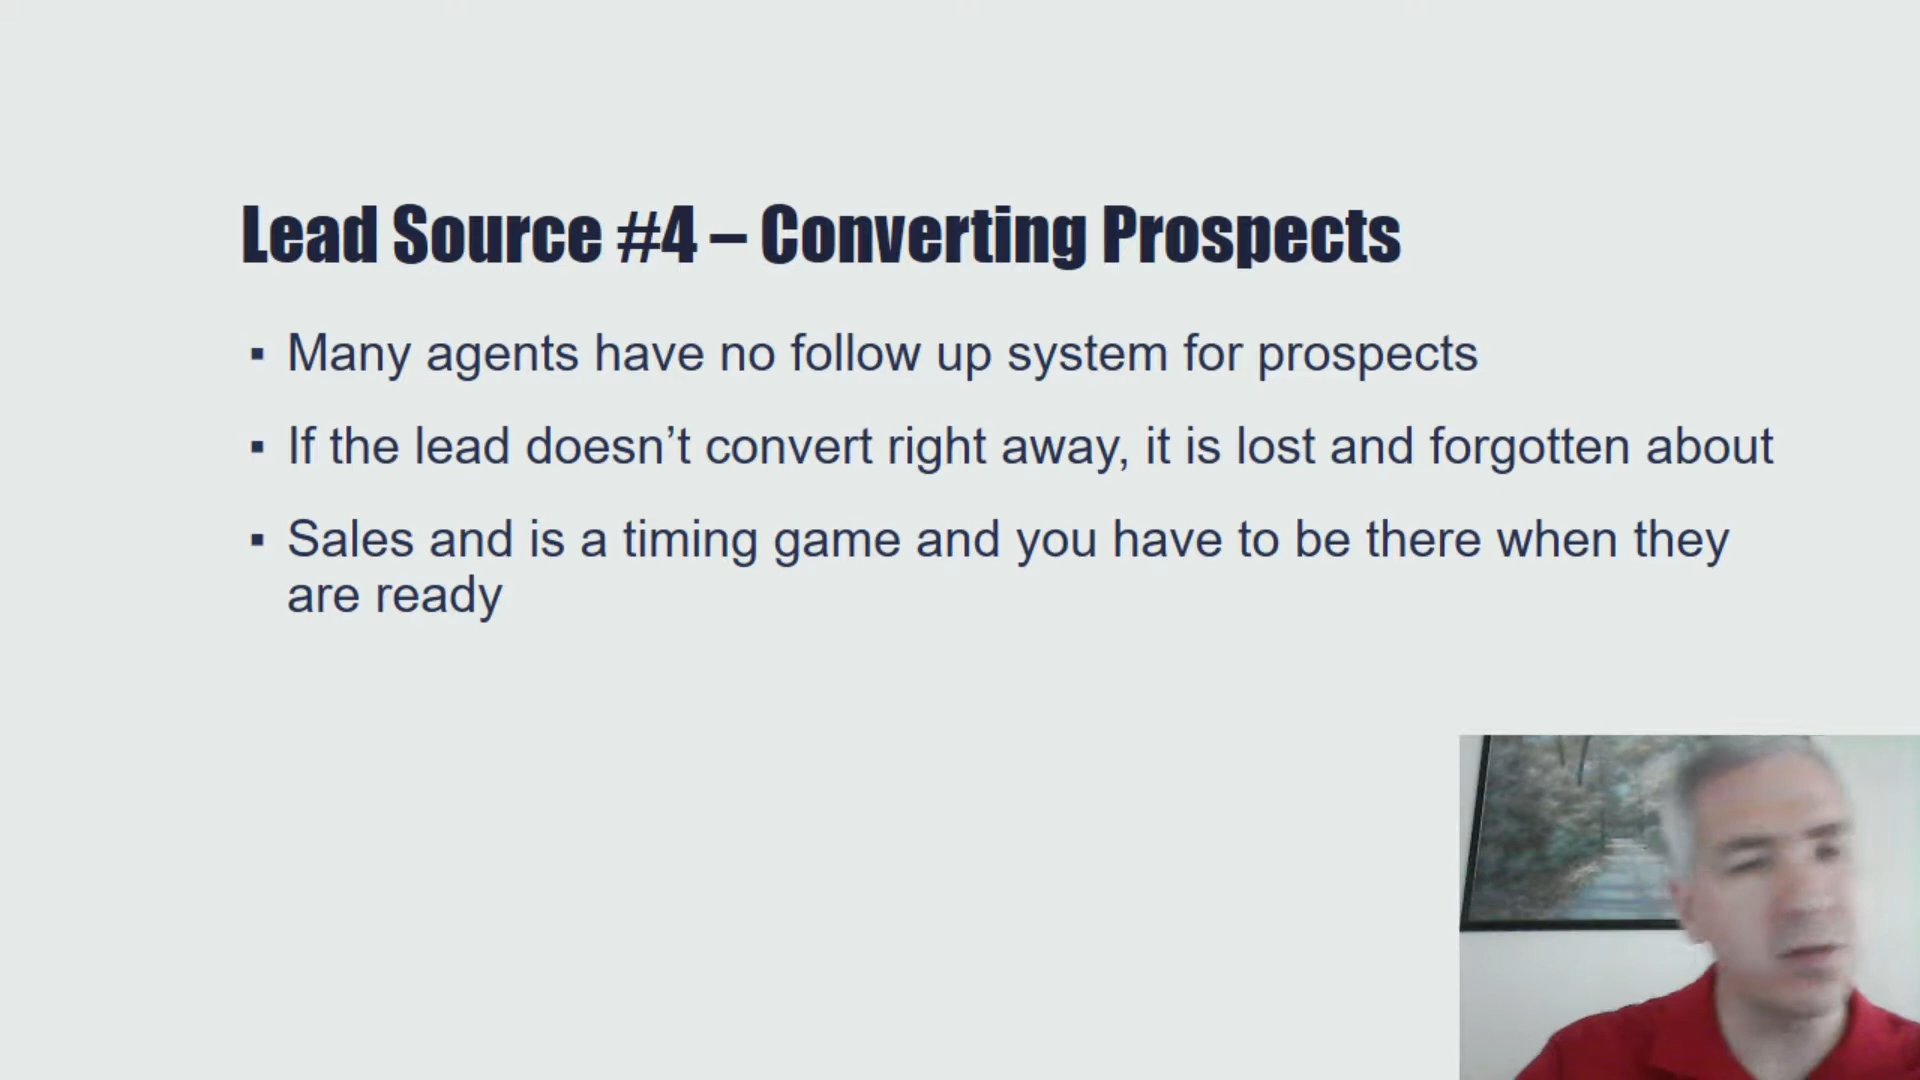 Lead Source #4 – Converting Prospects
▪ Many agents have no follow up system for prospects
▪ If the lead doesn’t convert right away, it is lost and forgotten about
▪ Sales and is a timing game and you have to be there when they
are ready